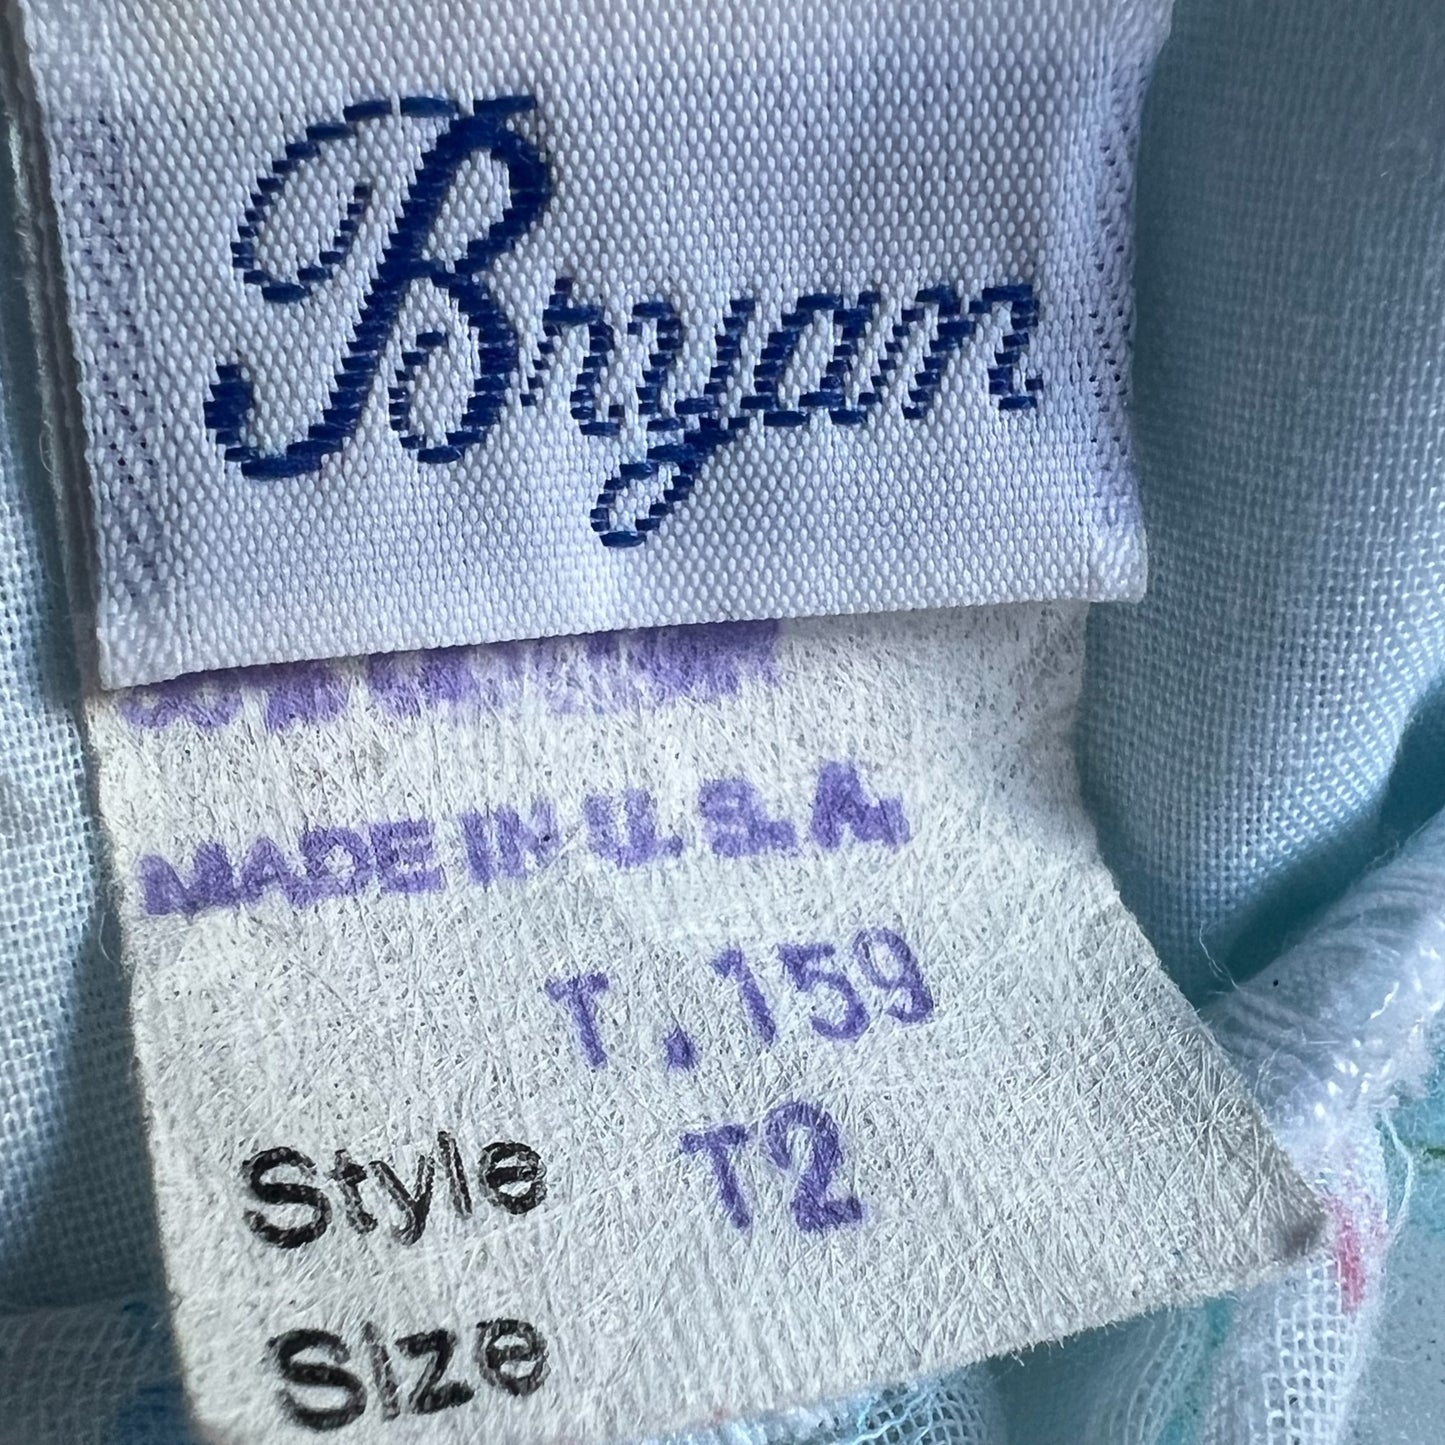 Bryan
MADE IN U.S.A.
T.159
Style T2
Size